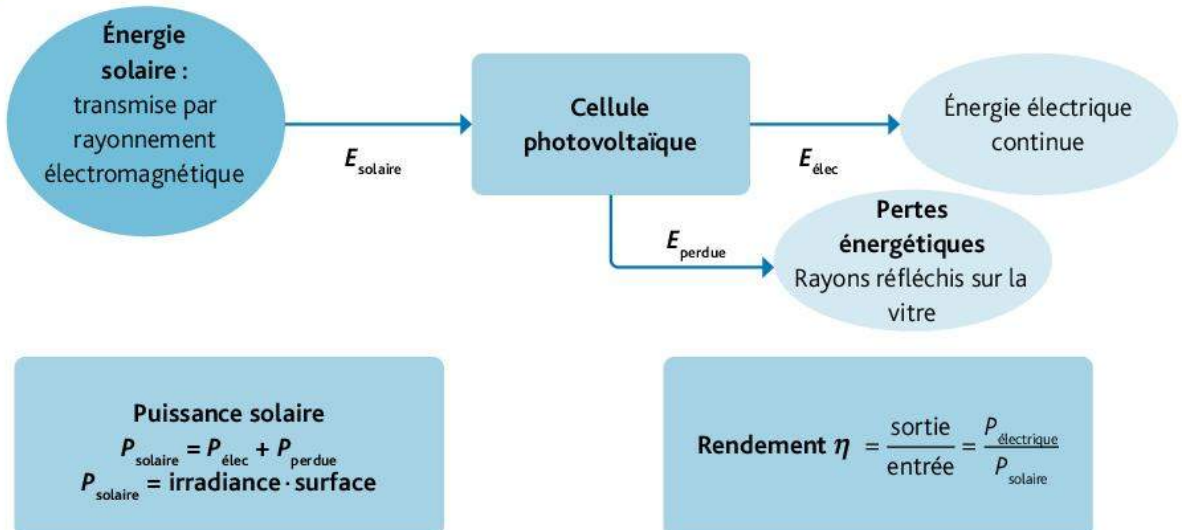 Énergie
solaire :
transmise par
rayonnement
électromagnétique
E solaire
Cellule
photovoltaïque
E élec
Énergie électrique
continue
E perdue
Pertes
énergétiques
Rayons réfléchis sur la
vitre
Puissance solaire
P solaire = P élec + P perdue
P solaire = irradiance · surface
Rendement η = sortie / entrée = P électrique / P solaire